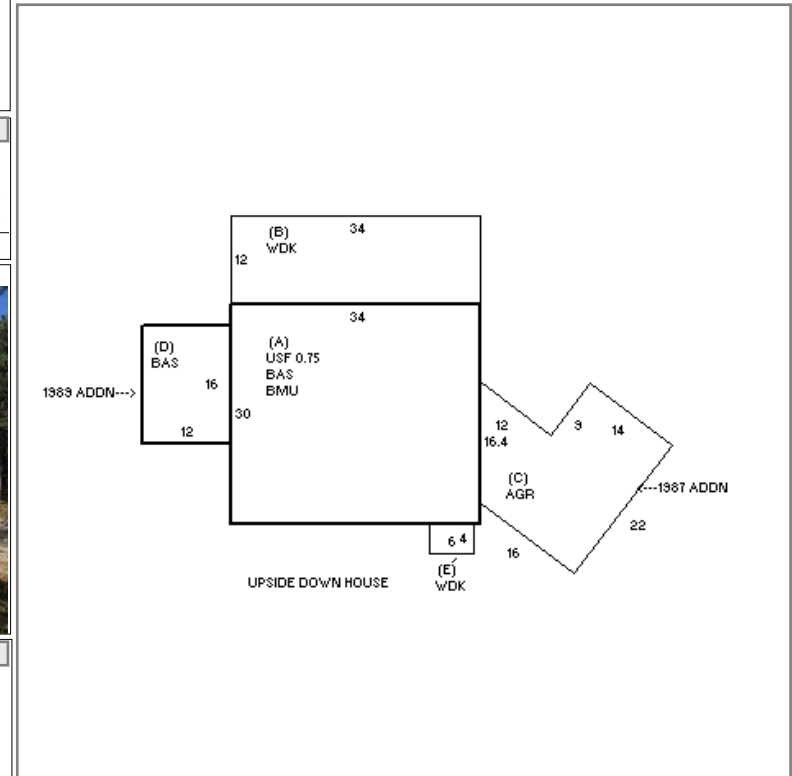 (B)
WDK
34
12
34
(A)
USF 0.75
BAS
BMU
30
(D)
BAS
16
12
1989 ADDN--->
12
16.4
9
14
(C)
AGR
<---1987 ADDN
22
16
6 4
(E)
WDK
UPSIDE DOWN HOUSE